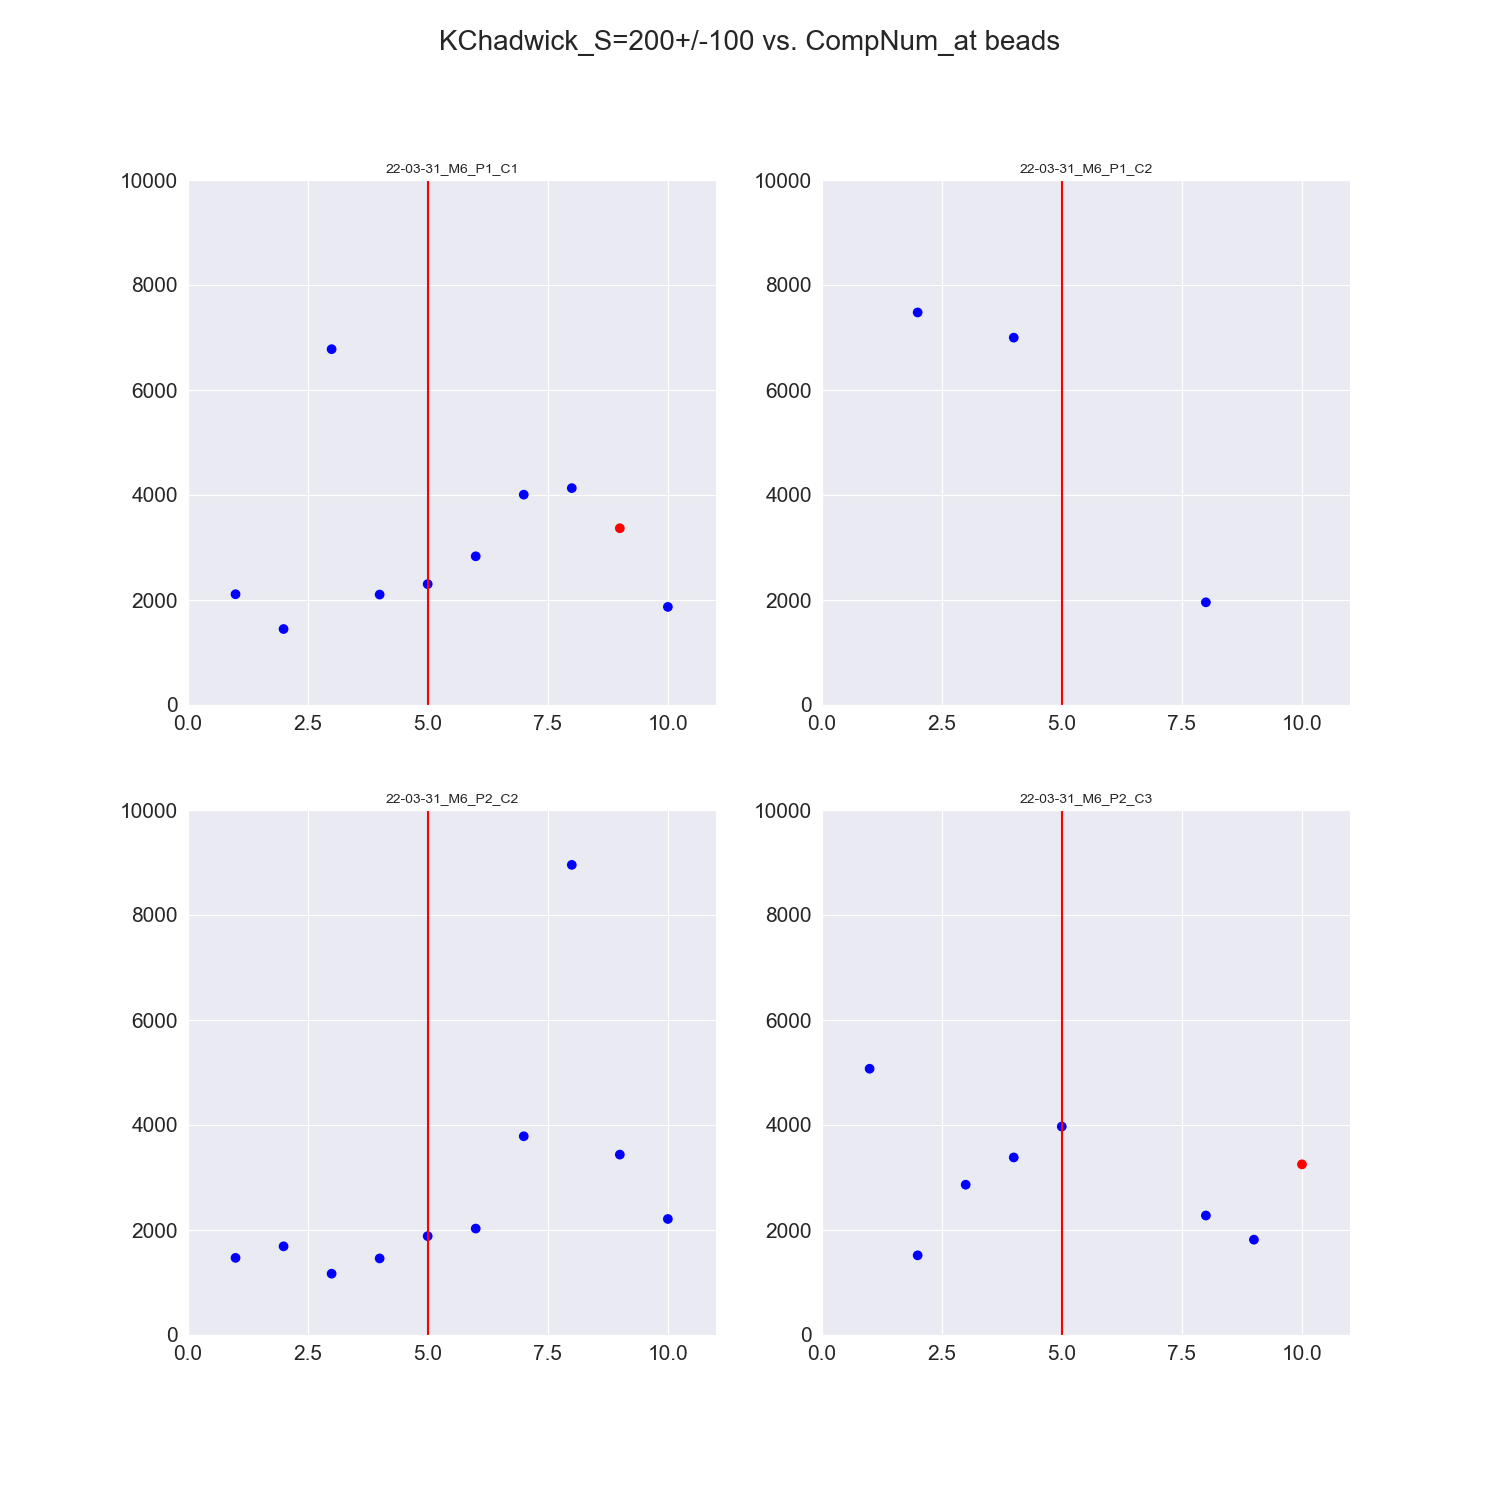 KChadwick_S=200+/-100 vs. CompNum_at beads
22-03-31_M6_P1_C1
10000
8000
6000
4000
2000
0
0.0 2.5 5.0 7.5 10.0
22-03-31_M6_P1_C2
10000
8000
6000
4000
2000
0
0.0 2.5 5.0 7.5 10.0
22-03-31_M6_P2_C2
10000
8000
6000
4000
2000
0
0.0 2.5 5.0 7.5 10.0
22-03-31_M6_P2_C3
10000
8000
6000
4000
2000
0
0.0 2.5 5.0 7.5 10.0